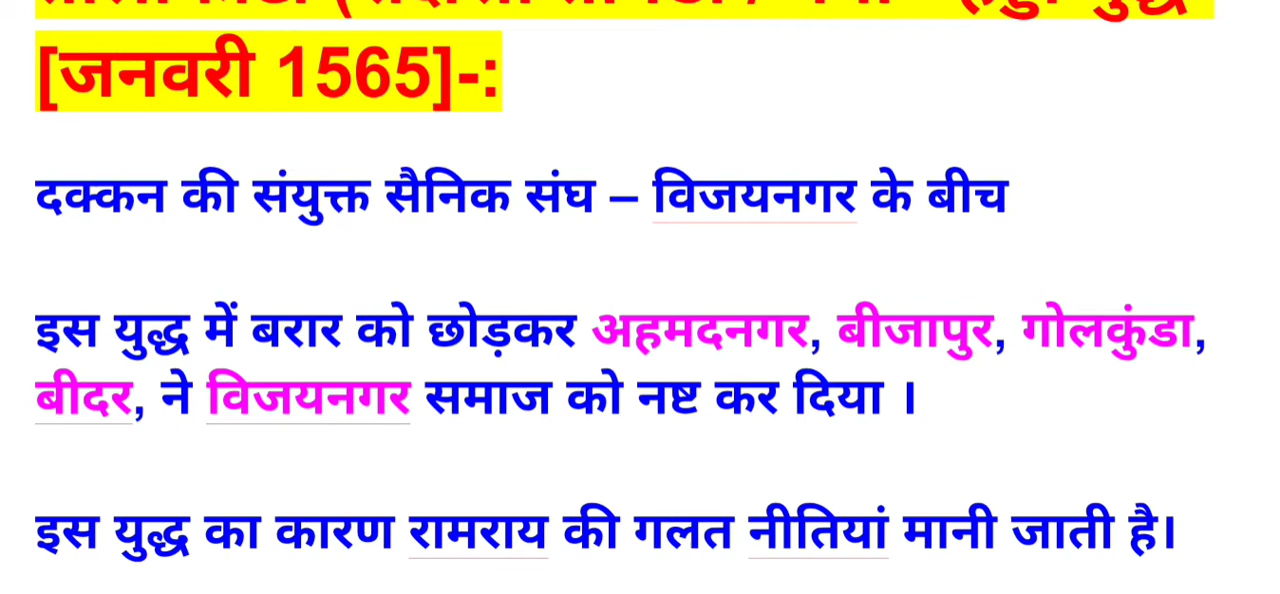 [जनवरी 1565]-:
दक्कन की संयुक्त सैनिक संघ – विजयनगर के बीच
इस युद्ध में बरार को छोड़कर अहमदनगर, बीजापुर, गोलकुंडा,
बीदर, ने विजयनगर समाज को नष्ट कर दिया ।
इस युद्ध का कारण रामराय की गलत नीतियां मानी जाती है।